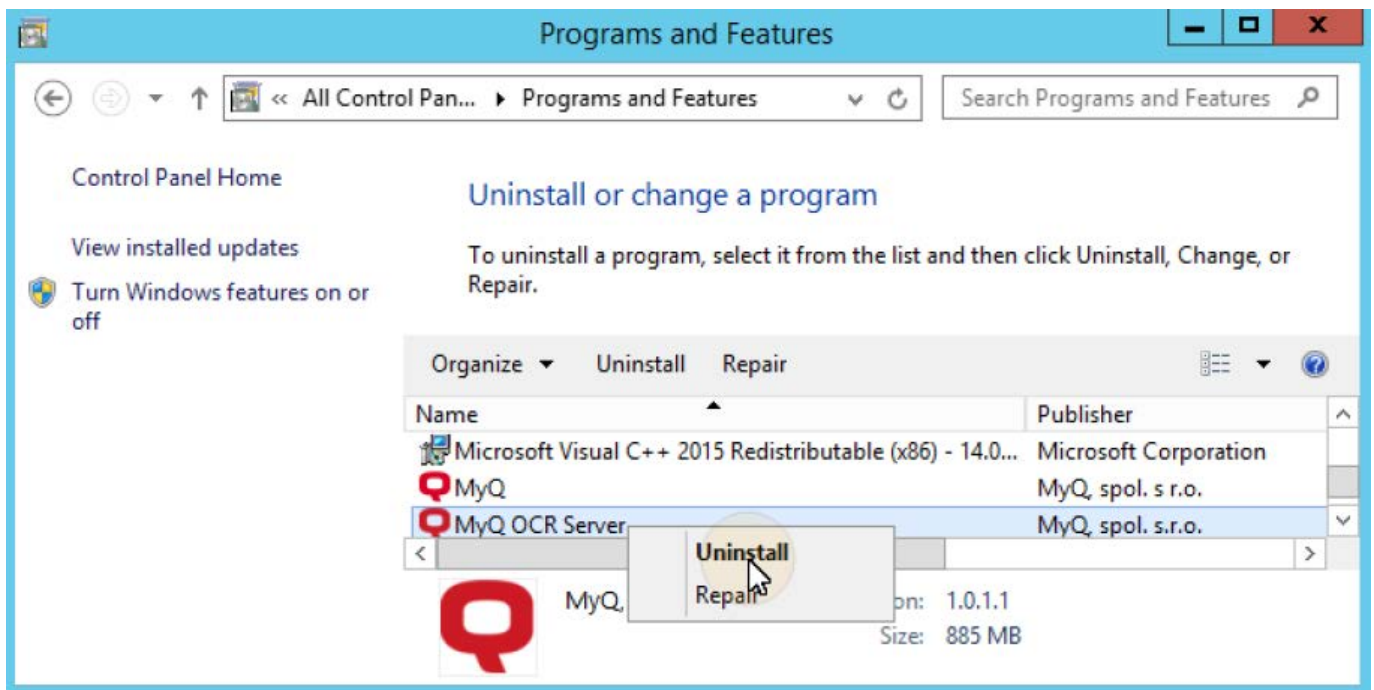 Programs and Features
« All Control Pan... Programs and Features
Search Programs and Features
Control Panel Home
View installed updates
Turn Windows features on or
off
Uninstall or change a program
To uninstall a program, select it from the list and then click Uninstall, Change, or
Repair.
Organize Uninstall Repair
Name Publisher
Microsoft Visual C++ 2015 Redistributable (x86) - 14.0... Microsoft Corporation
MyQ MyQ, spol. s r.o.
MyQ OCR Server MyQ, spol. s.r.o.
Uninstall
Repair
MyQ, on: 1.0.1.1
Size: 885 MB